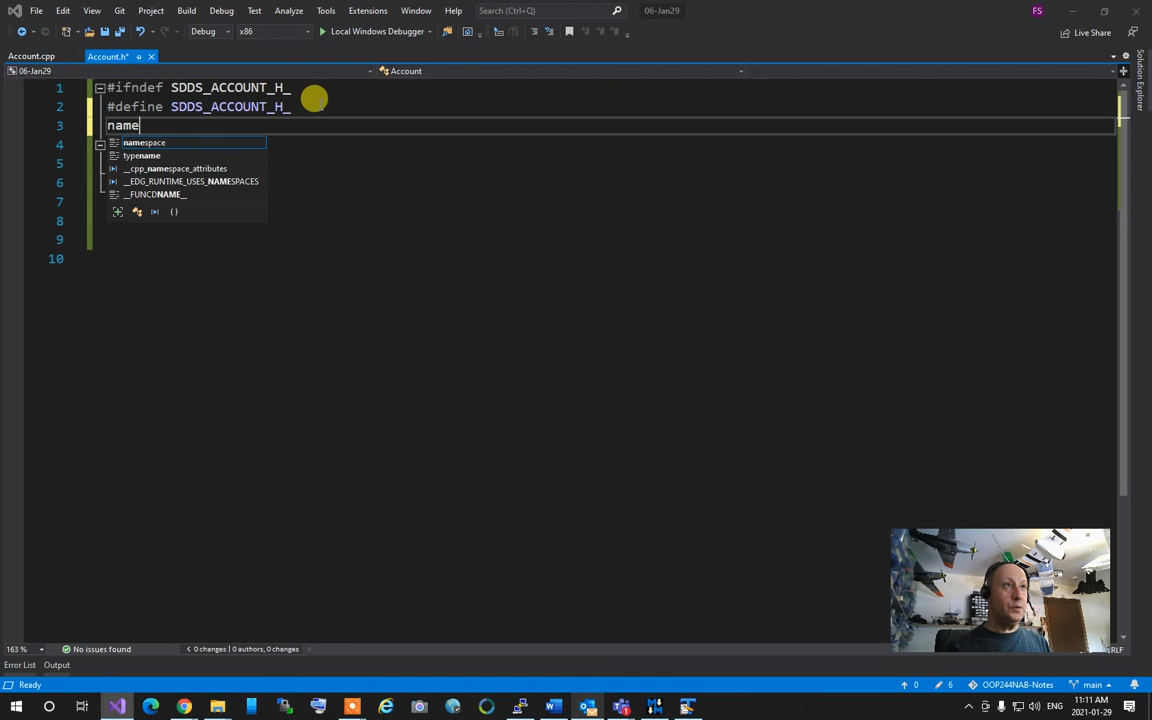 File Edit View Git Project Build Debug Test Analyze Tools Extensions Window Help Search (Ctrl+Q) 06-Jan29 FS
Debug x86 Local Windows Debugger Live Share
Account.cpp Account.h*
06-Jan29 Account
1 #ifndef SDDS_ACCOUNT_H_
2 #define SDDS_ACCOUNT_H_
3 name
4 namespace
5 typename
__cpp_namespace_attributes
6 __EDG_RUNTIME_USES_NAMESPACES
__FUNCDNAME__
7
8
9
10
Solution Explorer
163 % No issues found 0 changes | 0 authors, 0 changes CRLF
Error List Output
Ready 0 6 OOP244NAB-Notes main
ENG 11:11 AM
2021-01-29